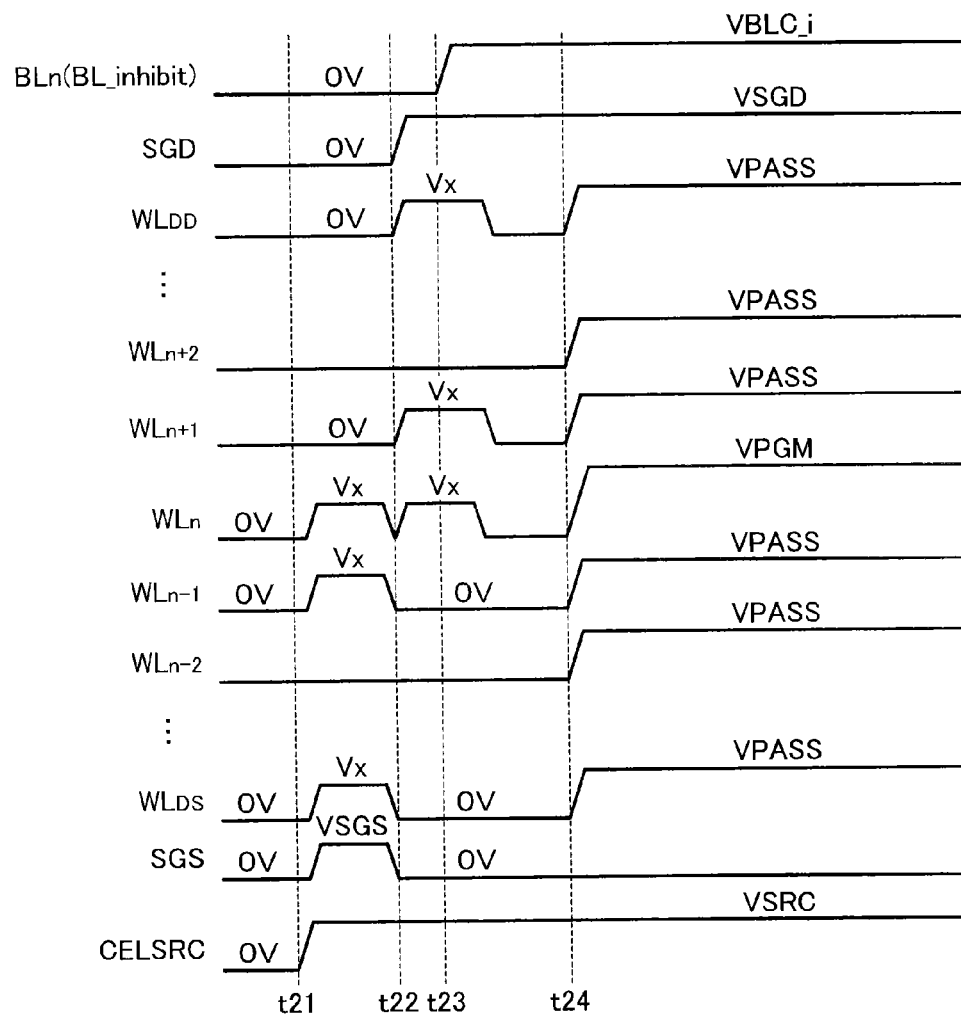 VBLC_i
BLn(BL_inhibit) 0V
VSGD
SGD 0V
VPASS
Vx
WLDD 0V
⋮
VPASS
WLn+2
VPASS
Vx
WLn+1 0V
VPGM
Vx Vx
WLn 0V
VPASS
Vx
WLn-1 0V 0V
VPASS
WLn-2
⋮
VPASS
Vx
WLDS 0V 0V
VSGS
SGS 0V 0V
VSRC
CELSRC 0V
t21 t22 t23 t24